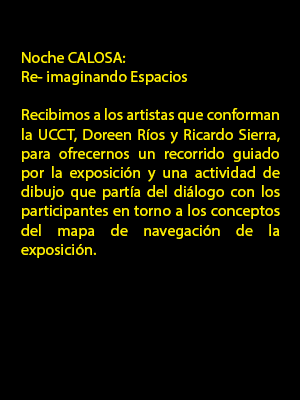 Noche CALOSA:
Re- imaginando Espacios
Recibimos a los artistas que conforman
la UCCT, Doreen Ríos y Ricardo Sierra,
para ofrecernos un recorrido guiado
por la exposición y una actividad de
dibujo que partía del diálogo con los
participantes en torno a los conceptos
del mapa de navegación de la
exposición.